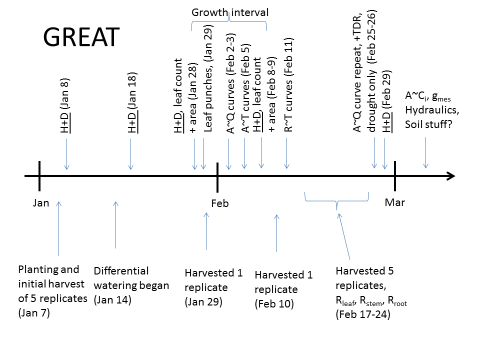 GREAT
Growth interval
H+D (Jan 8)
H+D (Jan 18)
H+D, leaf count
+ area (Jan 28)
Leaf punches, (Jan 29)
A~Q curves (Feb 2-3)
A~T curves (Feb 5)
H+D, leaf count
+ area (Feb 8-9)
R~T curves (Feb 11)
A~Q curve repeat, +TDR,
drought only  (Feb 25-26)
H+D (Feb 29)
A~Ci, gmes
Hydraulics,
Soil stuff?
Jan
Feb
Mar
Planting and
initial harvest
of 5 replicates
(Jan 7)
Differential
watering began
(Jan 14)
Harvested 1
replicate
(Jan 29)
Harvested 1
replicate
(Feb 10)
Harvested 5
replicates,
Rleaf, Rstem, Rroot
(Feb 17-24)